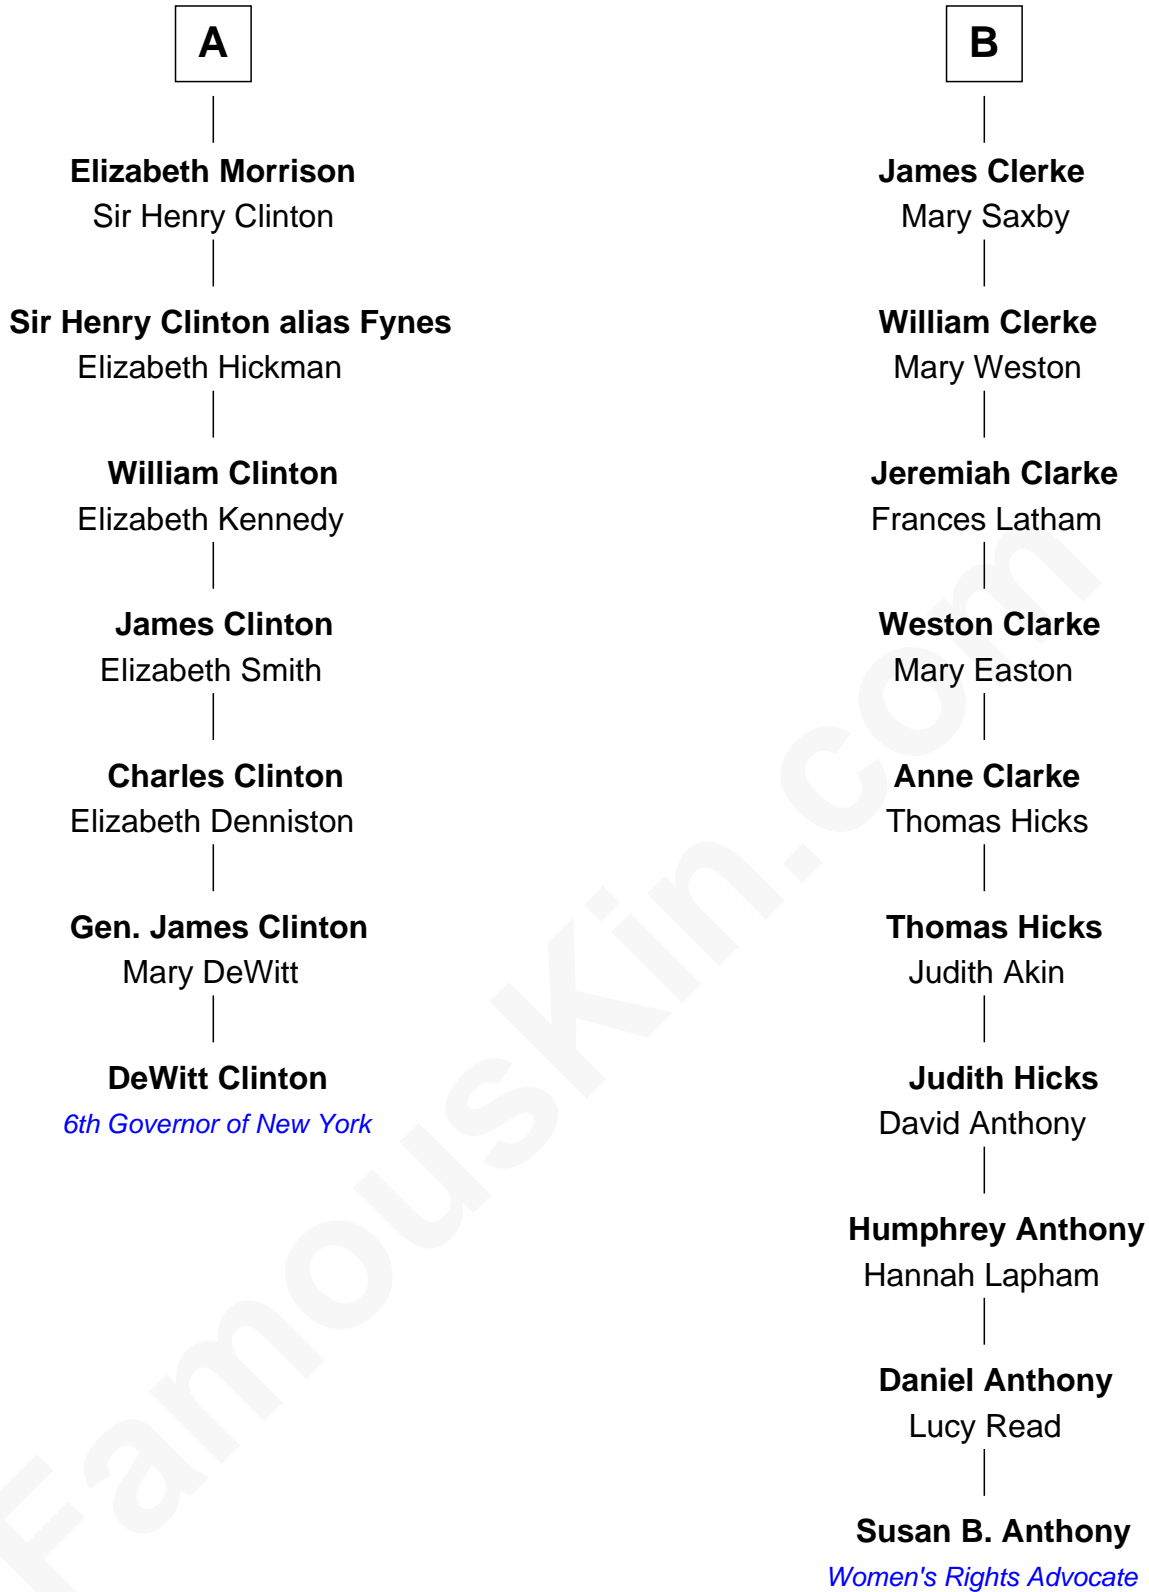 A
Elizabeth Morrison
Sir Henry Clinton
Sir Henry Clinton alias Fynes
Elizabeth Hickman
William Clinton
Elizabeth Kennedy
James Clinton
Elizabeth Smith
Charles Clinton
Elizabeth Denniston
Gen. James Clinton
Mary DeWitt
DeWitt Clinton
6th Governor of New York
B
James Clerke
Mary Saxby
William Clerke
Mary Weston
Jeremiah Clarke
Frances Latham
Weston Clarke
Mary Easton
Anne Clarke
Thomas Hicks
Thomas Hicks
Judith Akin
Judith Hicks
David Anthony
Humphrey Anthony
Hannah Lapham
Daniel Anthony
Lucy Read
Susan B. Anthony
Women's Rights Advocate
FamousKin.com